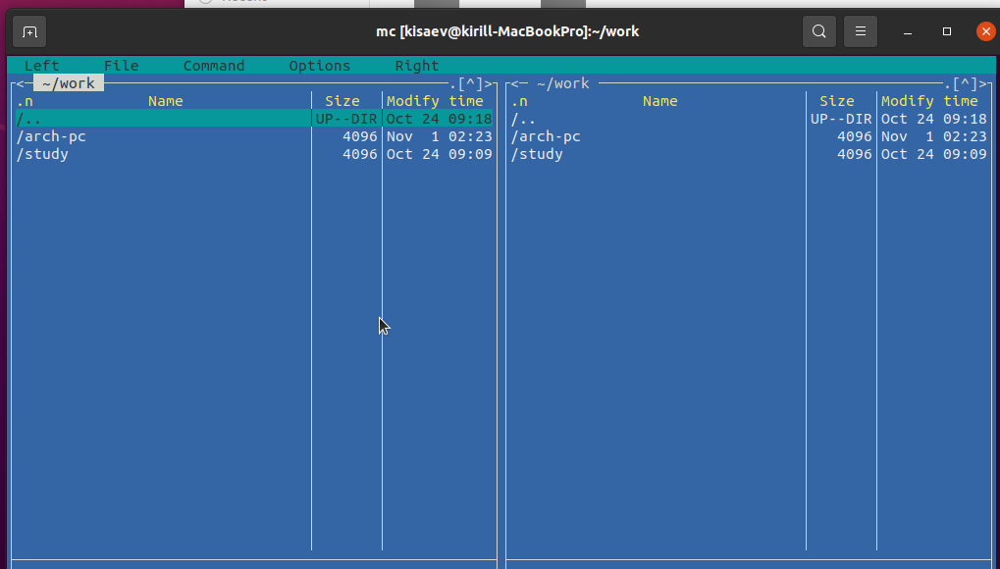 mc [kisaev@kirill-MacBookPro]:~/work
Left File Command Options Right
<─ ~/work .[^]> <─ ~/work .[^]>
.n Name Size Modify time .n Name Size Modify time
/.. UP--DIR Oct 24 09:18 /.. UP--DIR Oct 24 09:18
/arch-pc 4096 Nov 1 02:23 /arch-pc 4096 Nov 1 02:23
/study 4096 Oct 24 09:09 /study 4096 Oct 24 09:09